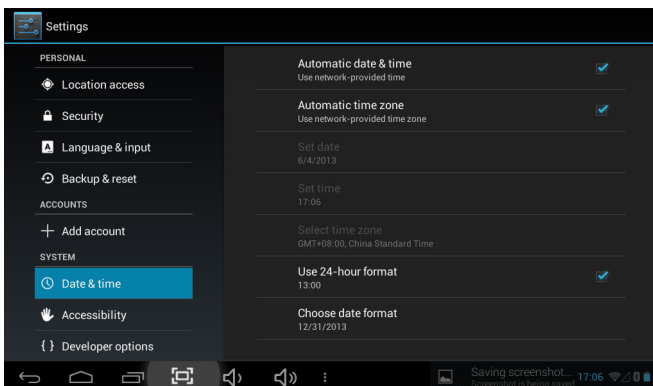 Settings
PERSONAL
Location access
Security
Language & input
Backup & reset
ACCOUNTS
Add account
SYSTEM
Date & time
Accessibility
{ } Developer options
Automatic date & time
Use network-provided time
Automatic time zone
Use network-provided time zone
Set date
6/4/2013
Set time
17:06
Select time zone
GMT+08:00, China Standard Time
Use 24-hour format
13:00
Choose date format
12/31/2013
Saving screenshot...
Screenshot is being saved
17:06